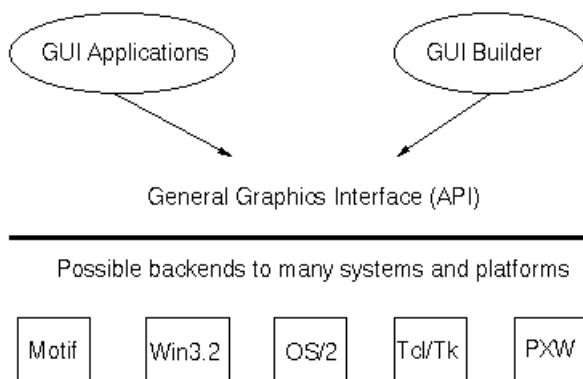 GUI Applications
GUI Builder
General Graphics Interface (API)
Possible backends to many systems and platforms
Motif
Win3.2
OS/2
Tcl/Tk
PXW